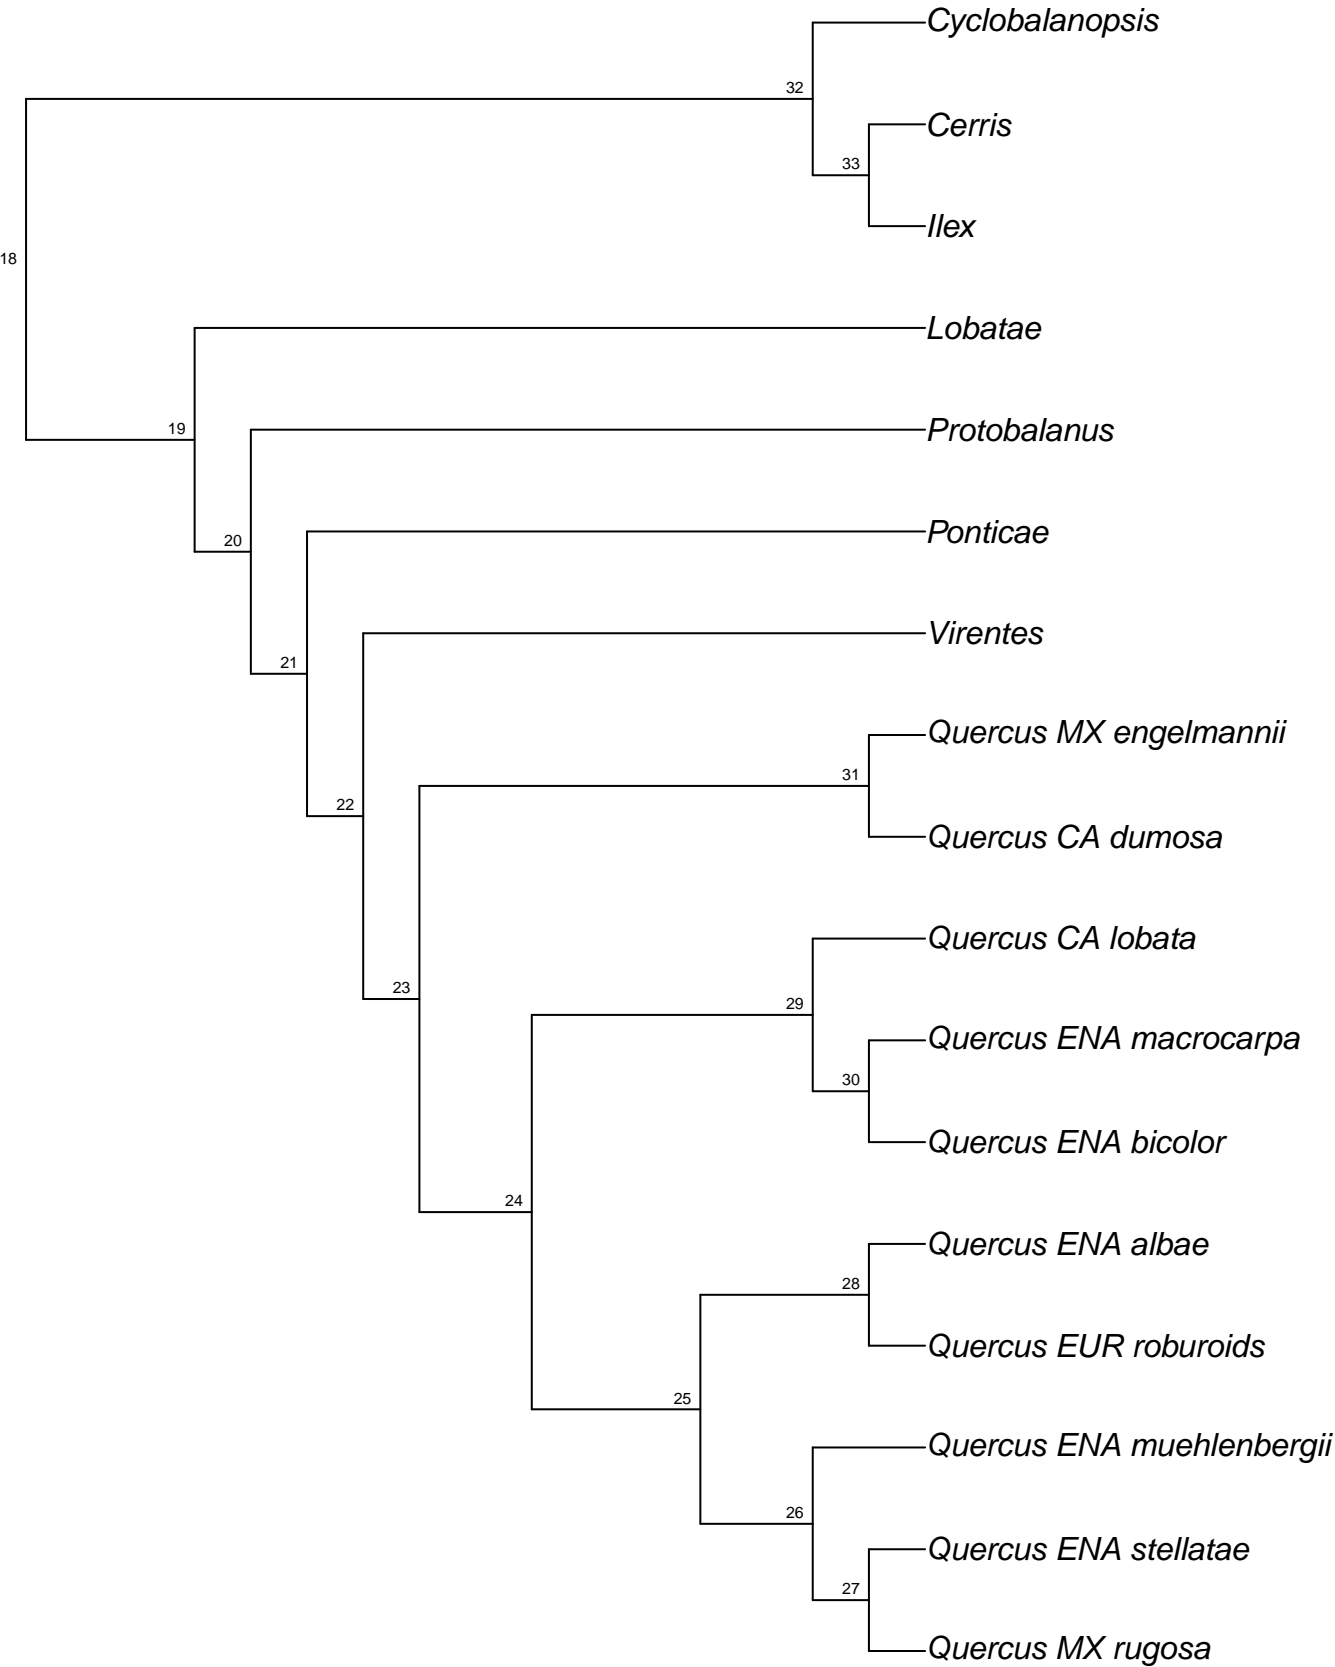 Cyclobalanopsis
32
Cerris
33
Ilex
18
Lobatae
19
Protobalanus
20
Ponticae
Virentes
21
Quercus MX engelmannii
31
22
Quercus CA dumosa
Quercus CA lobata
23
29
Quercus ENA macrocarpa
30
Quercus ENA bicolor
24
Quercus ENA albae
28
Quercus EUR roburoids
25
Quercus ENA muehlenbergii
26
Quercus ENA stellatae
27
Quercus MX rugosa